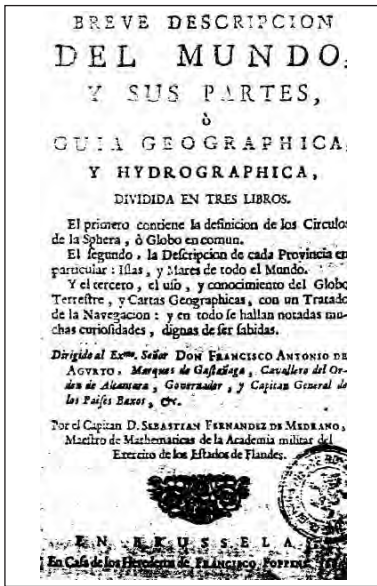 BREVE DESCRIPCION
DEL MUNDO,
Y SUS PARTES,
ò
GUIA GEOGRAPHICA,
Y HYDROGRAPHICA,
DIVIDIDA EN TRES LIBROS.
El primero contiene la definicion de los Circulos
de la Sphera, ò Globo en comun.
El segundo, la Descripcion de cada Provincia en
particular: Islas, y Mares de todo el Mundo.
Y el tercero, el uso, y conocimiento del Globo
Terrestre, y Cartas Geographicas, con un Tratado
de la Navegacion: y en todo se hallan notadas mu-
chas curiosidades, dignas de ser sabidas.
Dirigido al Exmo. Señor DON FRANCISCO ANTONIO DE
AGURTO, Marques de Gastañaga, Cavallero del Or-
den de Alcantara, Governador, y Capitan General de
los Paises Baxos, &c.
Por el Capitan D. SEBASTIAN FERNANDEZ DE MEDRANO,
Maestro de Mathematicas de la Academia militar del
Exercito de los Estados de Flandes.
EN BRUSSELA,
En Casa de los Herederos de FRANCISCO FOPPENS